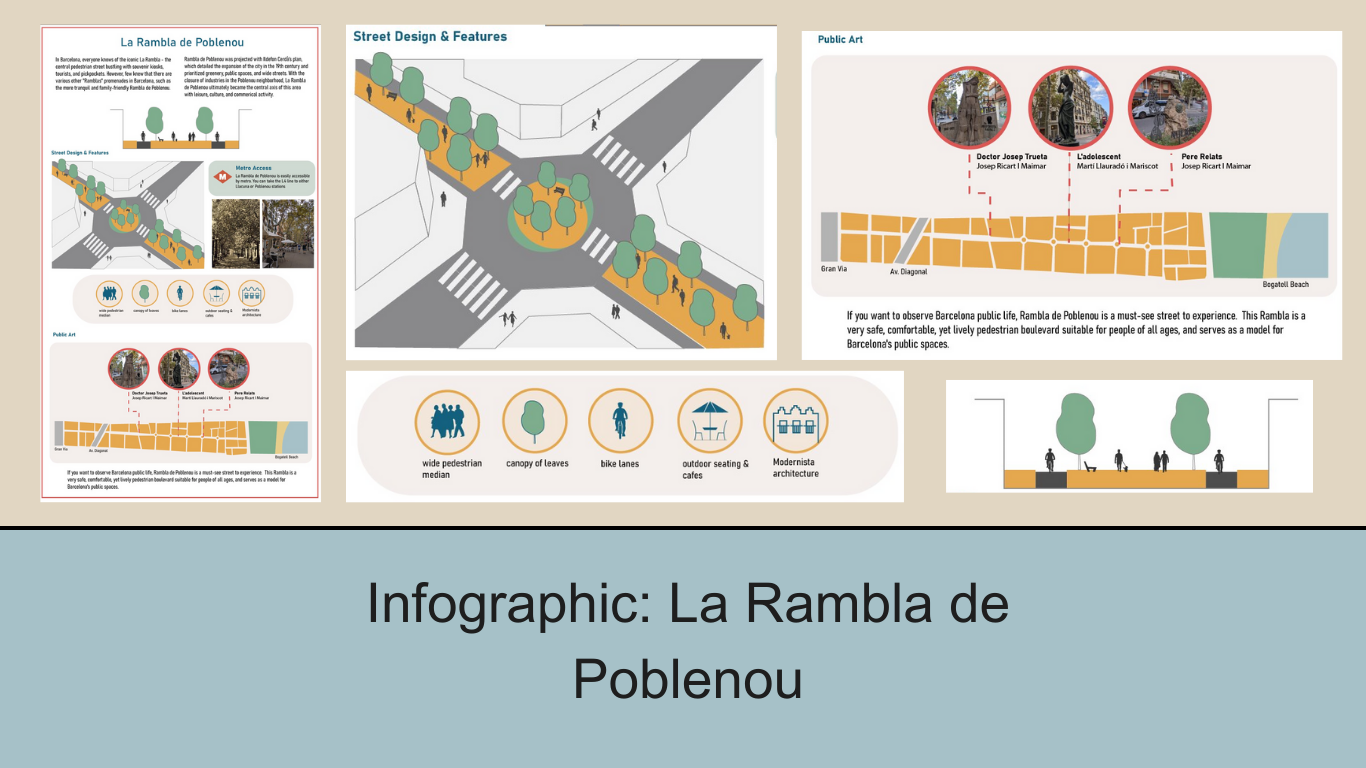 La Rambla de Poblenou
In Barcelona, everyone knows of the iconic La Rambla - the
central pedestrian street bustling with souvenir kiosks,
tourists, and pickpockets. However, few know that there are
various other "Ramblas" promenades in Barcelona, such as
the more tranquil and family-friendly Rambla de Poblenou.
Rambla de Poblenou was projected with Ildefon Cerdà's plan,
which detailed the expansion of the city in the 19th century and
prioritized greenery, public spaces, and wide streets. With the
closure of industries in the Poblenou neighborhood, La Rambla
de Poblenou ultimately became the central axis of this area
with leisure, culture, and commerical activity.
Street Design & Features
Metro Access
La Rambla de Poblenou is easily accessible
by metro. You can take the L4 line to either
Llacuna or Poblenou stations
wide pedestrian
median
canopy of leaves
bike lanes
outdoor seating &
cafes
Modernista
architecture
Public Art
Doctor Josep Trueta
Josep Ricart I Maimar
L'adolescent
Martí Llauradó i Mariscot
Pere Relats
Josep Ricart I Maimar
Gran Via
Av. Diagonal
Bogatell Beach
If you want to observe Barcelona public life, Rambla de Poblenou is a must-see street to experience. This Rambla is a
very safe, comfortable, yet lively pedestrian boulevard suitable for people of all ages, and serves as a model for
Barcelona's public spaces.
Street Design & Features
Public Art
Doctor Josep Trueta
Josep Ricart I Maimar
L'adolescent
Martí Llauradó i Mariscot
Pere Relats
Josep Ricart I Maimar
Gran Via
Av. Diagonal
Bogatell Beach
If you want to observe Barcelona public life, Rambla de Poblenou is a must-see street to experience. This Rambla is a
very safe, comfortable, yet lively pedestrian boulevard suitable for people of all ages, and serves as a model for
Barcelona's public spaces.
wide pedestrian
median
canopy of leaves
bike lanes
outdoor seating &
cafes
Modernista
architecture
Infographic: La Rambla de
Poblenou